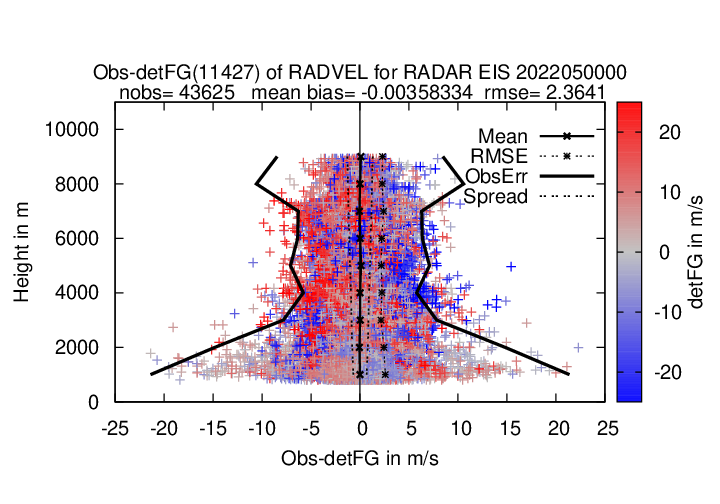 Obs-detFG(11427) of RADVEL for RADAR EIS 2022050000
nobs= 43625 mean bias= -0.00358334 rmse= 2.3641
Mean
RMSE
ObsErr
Spread
10000
8000
6000
4000
2000
0
Height in m
-25 -20 -15 -10 -5 0 5 10 15 20 25
Obs-detFG in m/s
20
10
0
-10
-20
detFG in m/s